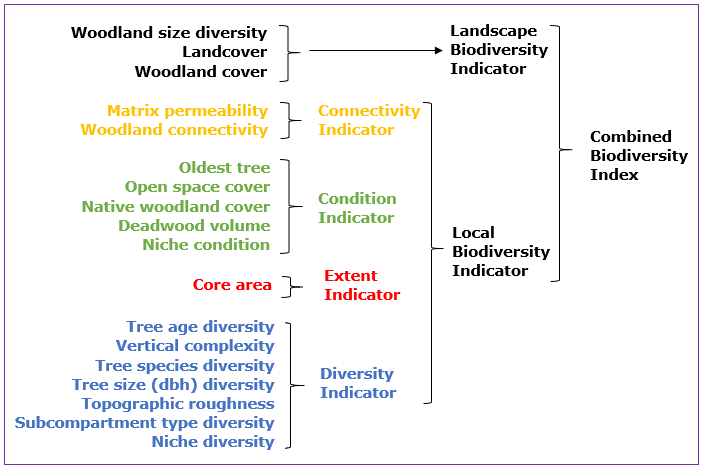 Woodland size diversity
Landcover
Woodland cover
Landscape
Biodiversity
Indicator
Matrix permeability
Woodland connectivity
Connectivity
Indicator
Oldest tree
Open space cover
Native woodland cover
Deadwood volume
Niche condition
Condition
Indicator
Core area
Extent
Indicator
Tree age diversity
Vertical complexity
Tree species diversity
Tree size (dbh) diversity
Topographic roughness
Subcompartment type diversity
Niche diversity
Diversity
Indicator
Local
Biodiversity
Indicator
Combined
Biodiversity
Index